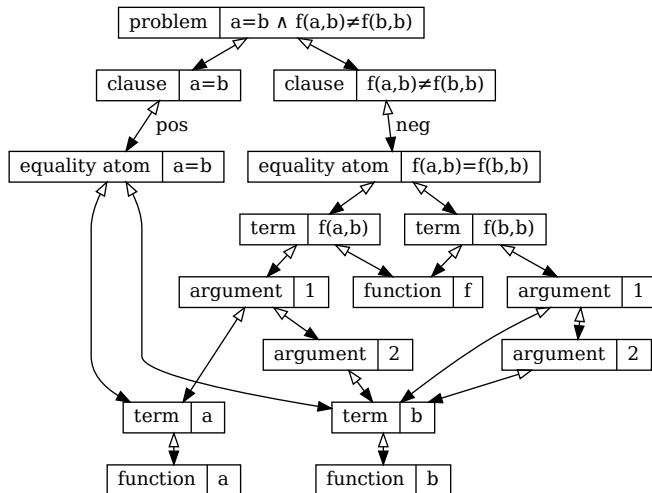 problem a=b ∧ f(a,b)≠f(b,b)
clause a=b
clause f(a,b)≠f(b,b)
pos
neg
equality atom a=b
equality atom f(a,b)=f(b,b)
term f(a,b)
term f(b,b)
argument 1
function f
argument 1
argument 2
argument 2
term a
term b
function a
function b